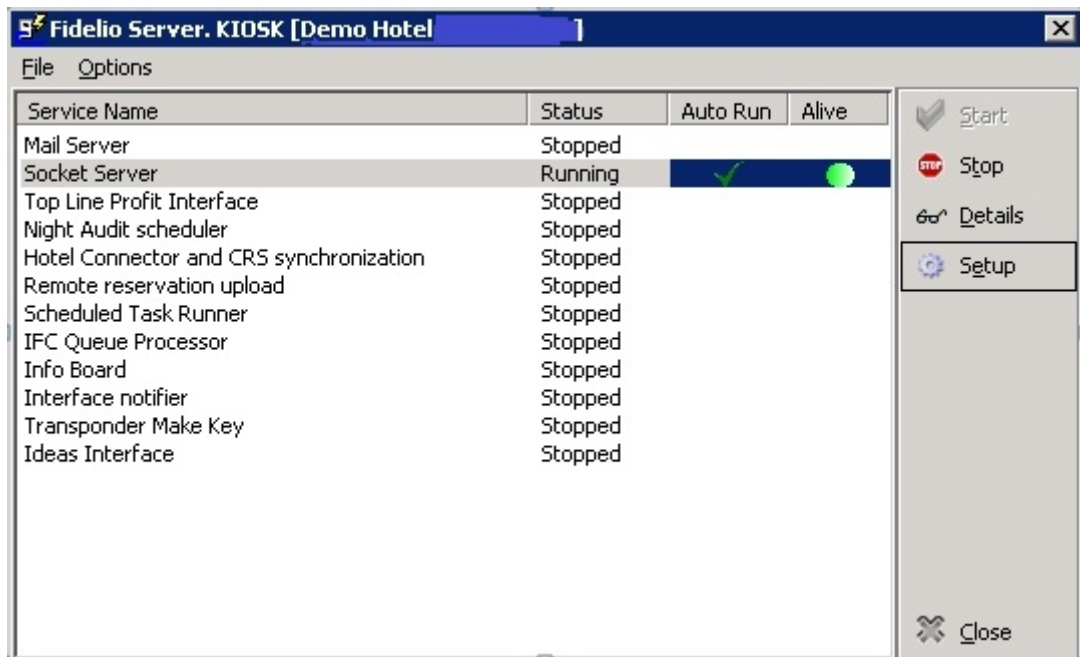 Fidelio Server. KIOSK [Demo Hotel ]
File Options
Service Name Status Auto Run Alive
Mail Server Stopped
Socket Server Running
Top Line Profit Interface Stopped
Night Audit scheduler Stopped
Hotel Connector and CRS synchronization Stopped
Remote reservation upload Stopped
Scheduled Task Runner Stopped
IFC Queue Processor Stopped
Info Board Stopped
Interface notifier Stopped
Transponder Make Key Stopped
Ideas Interface Stopped
Start
STOP Stop
Details
Setup
Close